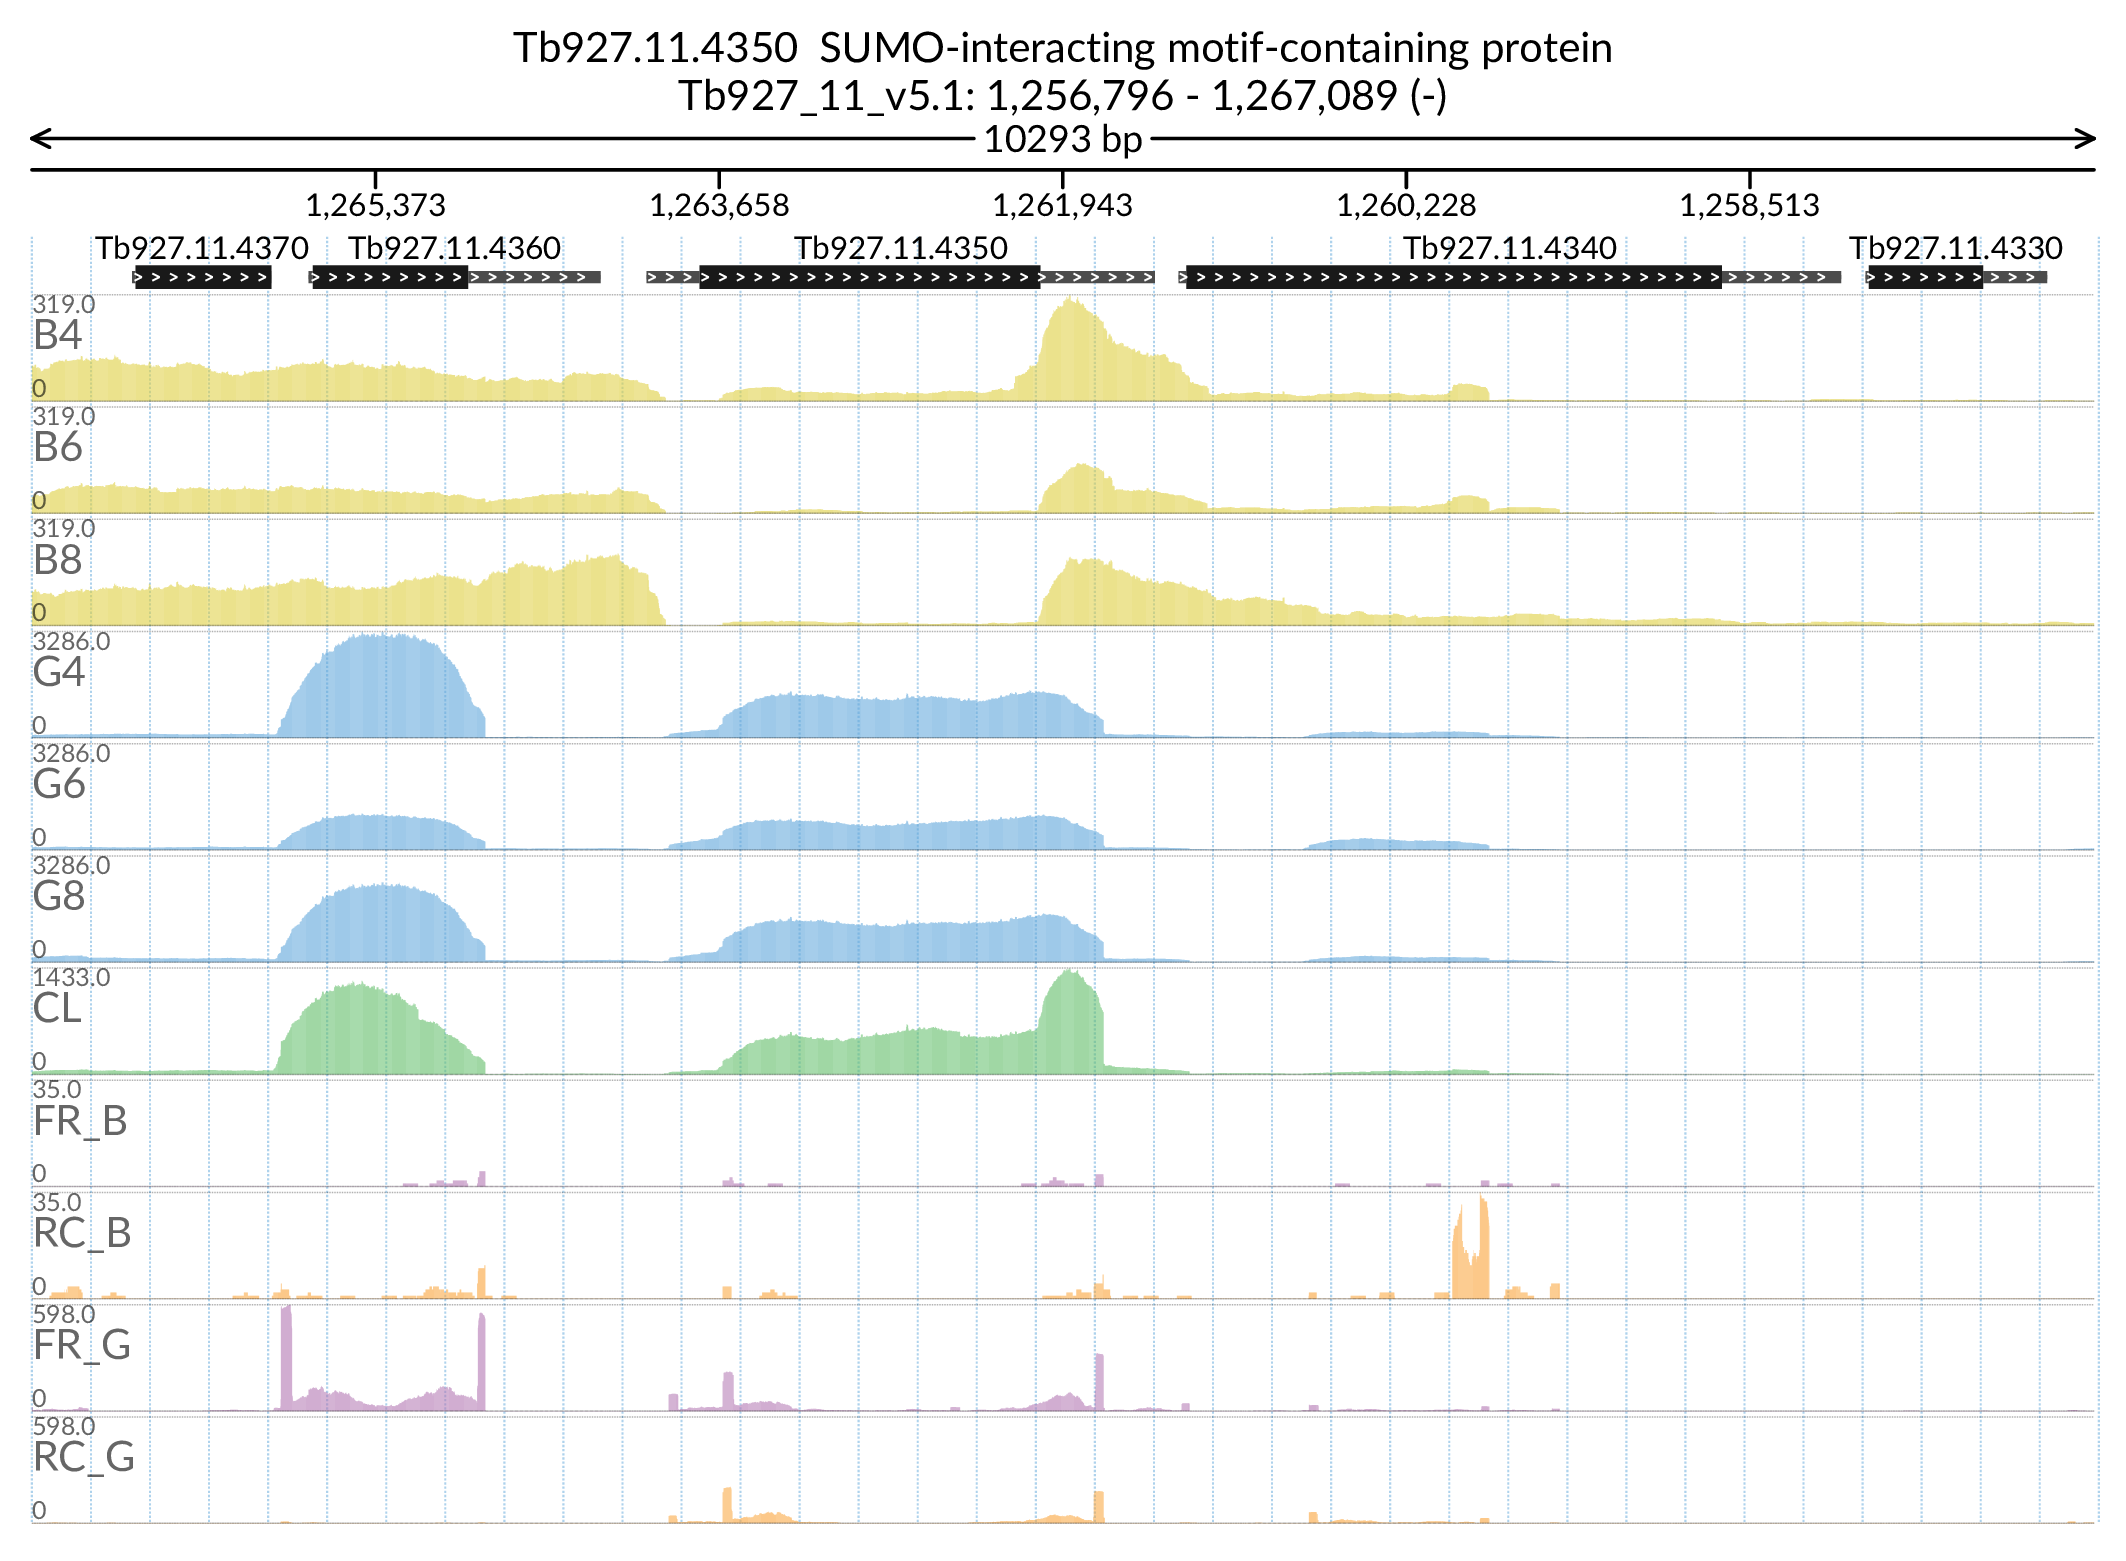 Tb927.11.4350  SUMO-interacting motif-containing protein
Tb927_11_v5.1: 1,256,796 - 1,267,089 (-)
10293 bp
1,265,373 1,263,658 1,261,943 1,260,228 1,258,513
Tb927.11.4370 Tb927.11.4360 Tb927.11.4350 Tb927.11.4340 Tb927.11.4330
319.0
B4
0
319.0
B6
0
319.0
B8
0
3286.0
G4
0
3286.0
G6
0
3286.0
G8
0
1433.0
CL
0
35.0
FR_B
0
35.0
RC_B
0
598.0
FR_G
0
598.0
RC_G
0